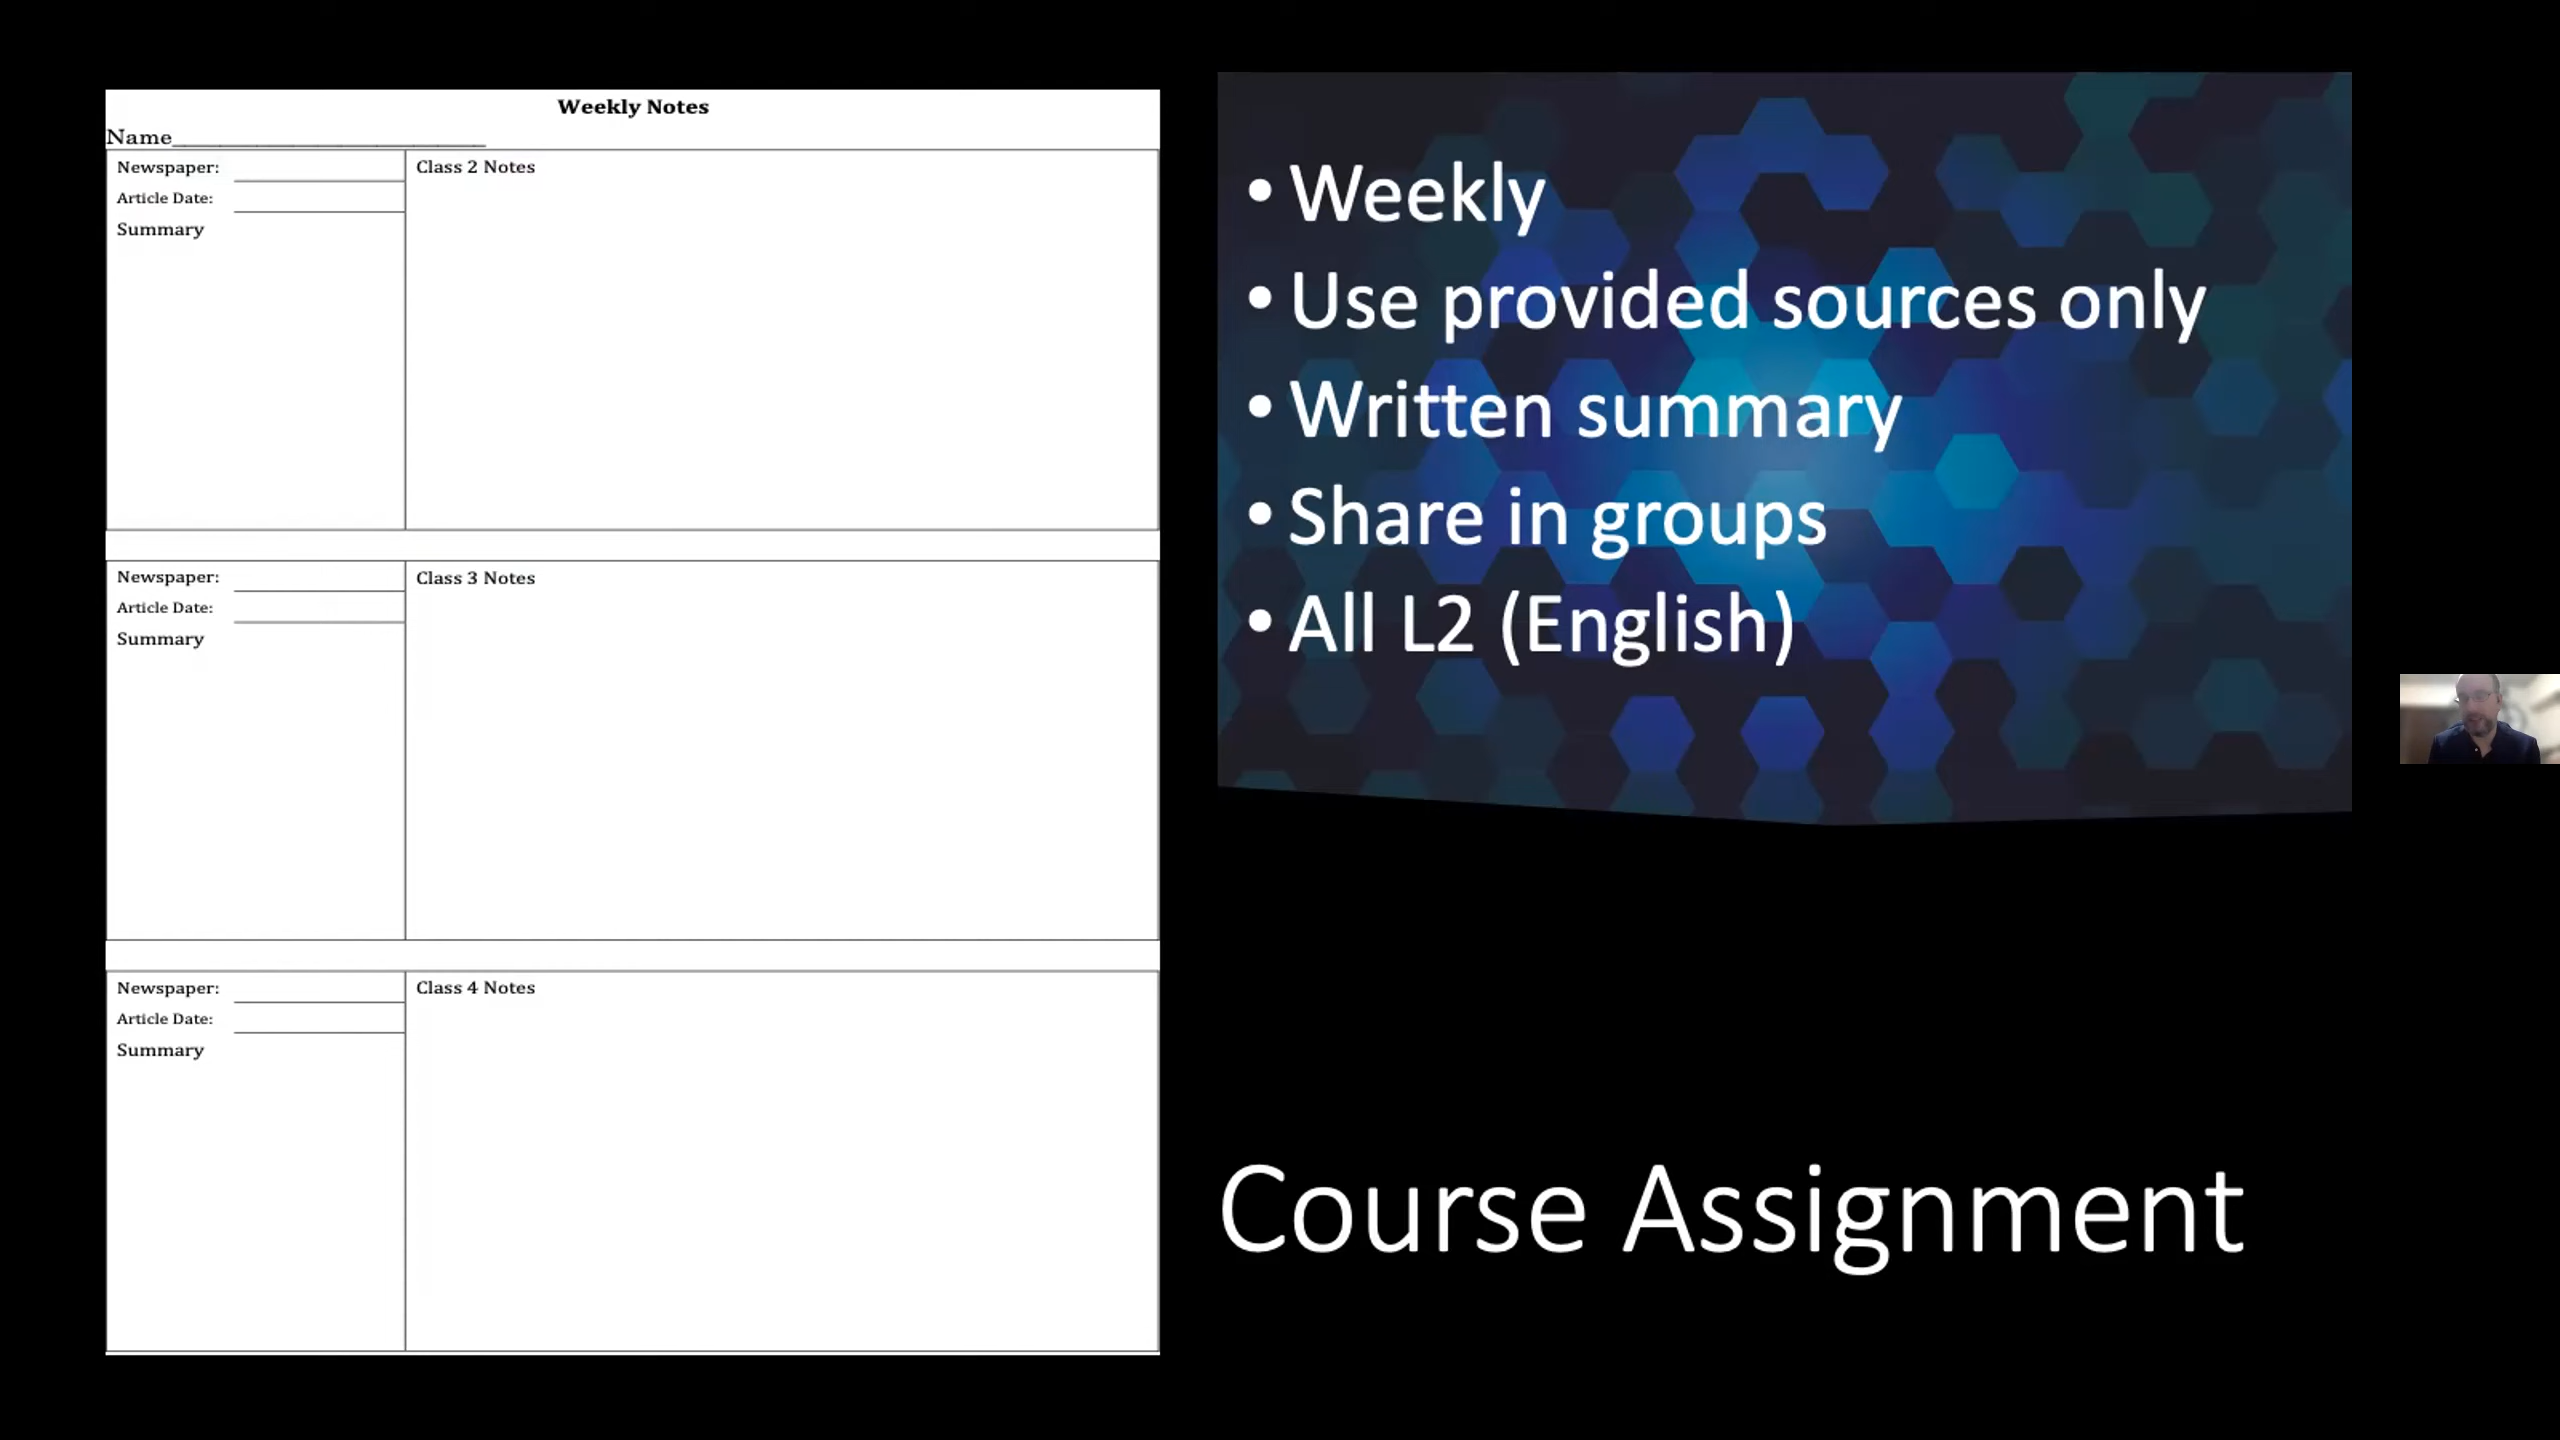 Weekly Notes
Name
Newspaper:
Article Date:
Summary
Class 2 Notes
Newspaper:
Article Date:
Summary
Class 3 Notes
Newspaper:
Article Date:
Summary
Class 4 Notes
• Weekly
• Use provided sources only
• Written summary
• Share in groups
• All L2 (English)
Course Assignment